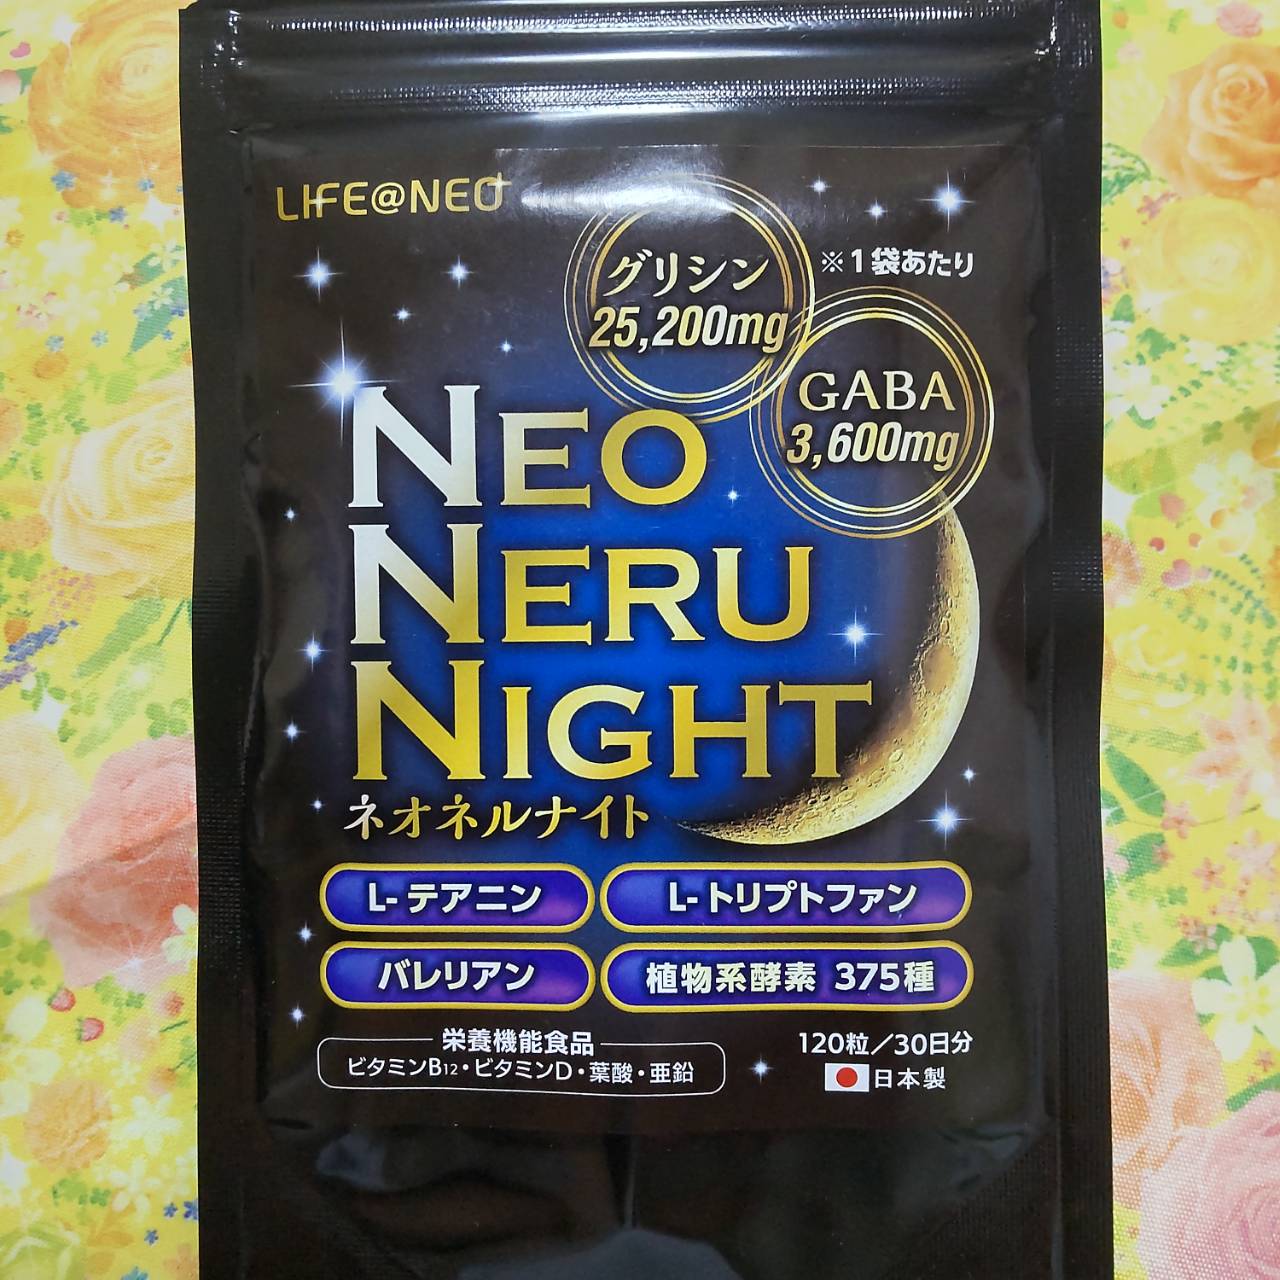 LIFE@NEO
グリシン
25,200mg
※1袋あたり
GABA
3,600mg
NEO
NERU
NIGHT
ネオネルナイト
L-テアニン
L-トリプトファン
バレリアン
植物系酵素 375種
栄養機能食品
ビタミンB12・ビタミンD・葉酸・亜鉛
120粒／30日分
日本製